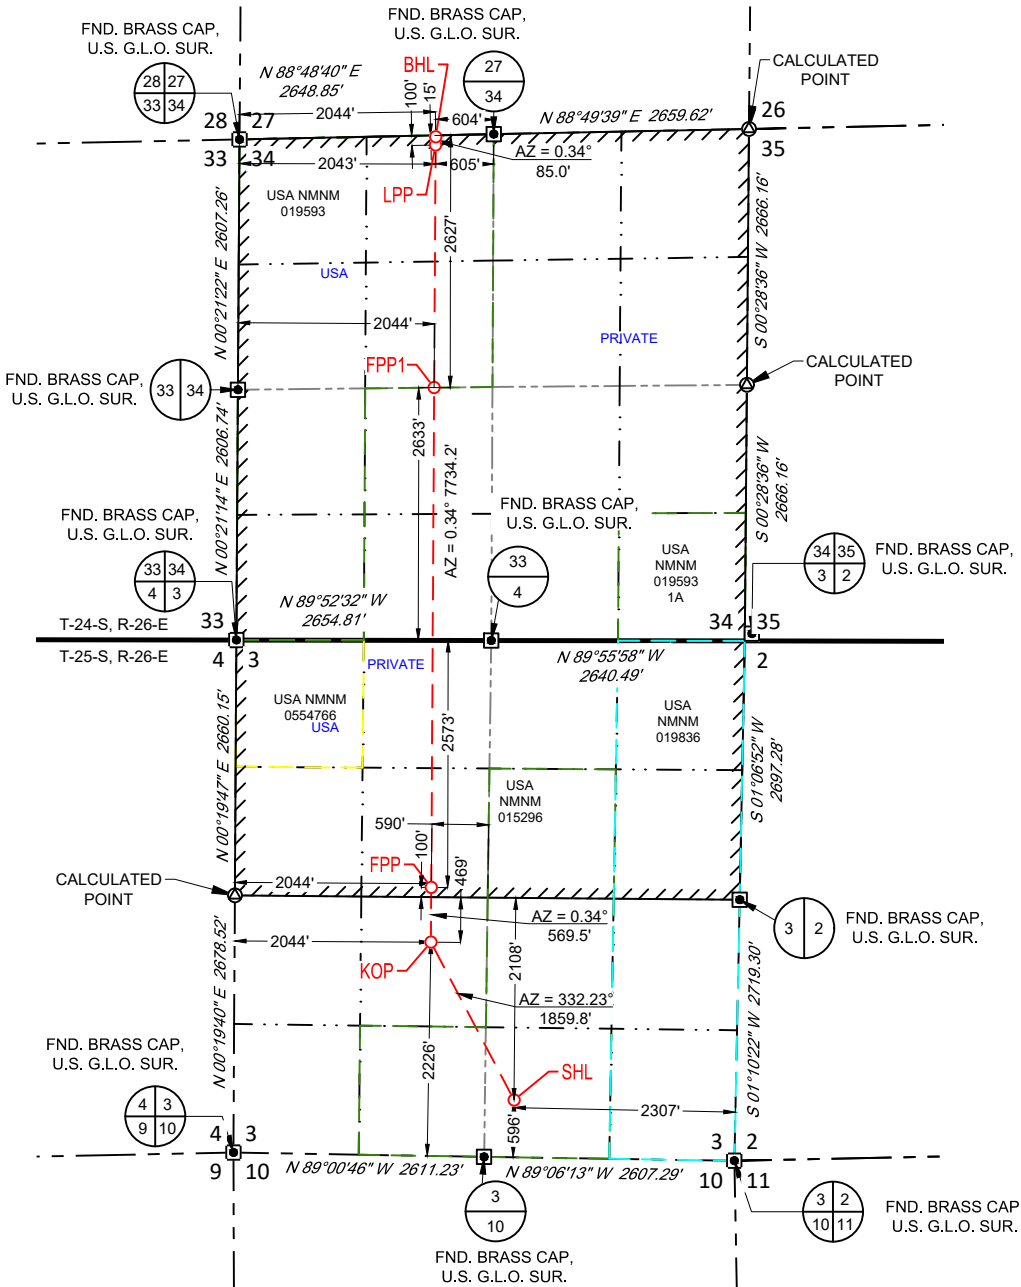 FND. BRASS CAP,
U.S. G.L.O. SUR.
28 27
33 34
N 88°48'40" E
2648.85'
2044'
BHL
100'
15'
FND. BRASS CAP,
U.S. G.L.O. SUR.
27
34
604'
N 88°49'39" E 2659.62'
CALCULATED
POINT
28 27
26
33 34
35
2043'
605'
AZ = 0.34°
85.0'
LPP
USA NMNM
019593
N 00°21'22" E 2607.26'
2627'
S 00°28'36" W 2666.16'
USA
2044'
PRIVATE
FPP1
CALCULATED
POINT
FND. BRASS CAP,
U.S. G.L.O. SUR.
33 34
N 00°21'14" E 2606.74'
2633'
AZ = 0.34° 7734.2'
S 00°28'36" W
2666.16'
FND. BRASS CAP,
U.S. G.L.O. SUR.
33 34
4 3
FND. BRASS CAP,
U.S. G.L.O. SUR.
33
4
USA
NMNM
019593
1A
34 35
3 2
FND. BRASS CAP,
U.S. G.L.O. SUR.
T-24-S, R-26-E
33
N 89°52'32" W
2654.81'
34 35
T-25-S, R-26-E
4 3
PRIVATE
N 89°55'58" W
2640.49'
2
USA NMNM
0554766
USA
USA
NMNM
019836
N 00°19'47" E 2660.15'
2573'
S 01°06'52" W
2697.28'
USA
NMNM
015296
590'
100'
469'
FPP
2044'
CALCULATED
POINT
AZ = 0.34°
569.5'
3 2
FND. BRASS CAP,
U.S. G.L.O. SUR.
2044'
KOP
2108'
AZ = 332.23°
1859.8'
N 00°19'40" E 2678.52'
S 01°10'22" W 2719.30'
FND. BRASS CAP,
U.S. G.L.O. SUR.
4 3
9 10
2226'
SHL
2307'
596'
4 3
3 2
9 10
10 11
N 89°00'46" W 2611.23'
N 89°06'13" W 2607.29'
3
10
FND. BRASS CAP,
U.S. G.L.O. SUR.
3 2
10 11
FND. BRASS CAP
U.S. G.L.O. SUR.